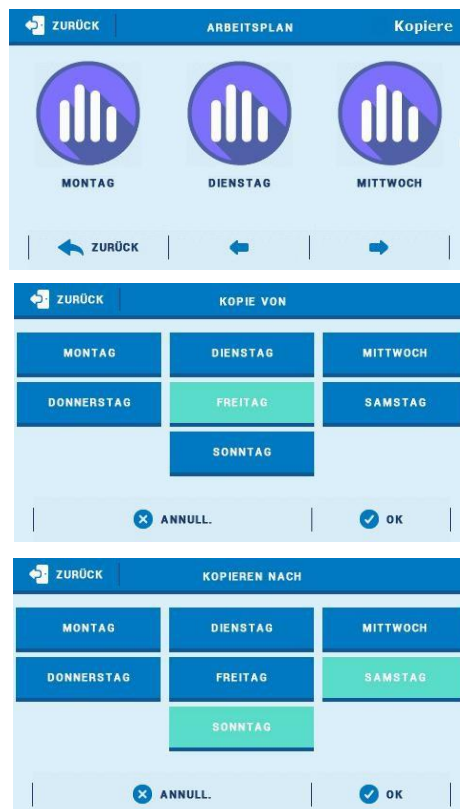 ZURÜCK ARBEITSPLAN Kopiere
MONTAG DIENSTAG MITTWOCH
ZURÜCK
ZURÜCK KOPIE VON
MONTAG DIENSTAG MITTWOCH
DONNERSTAG FREITAG SAMSTAG
SONNTAG
ANNULL. OK
ZURÜCK KOPIEREN NACH
MONTAG DIENSTAG MITTWOCH
DONNERSTAG FREITAG SAMSTAG
SONNTAG
ANNULL. OK